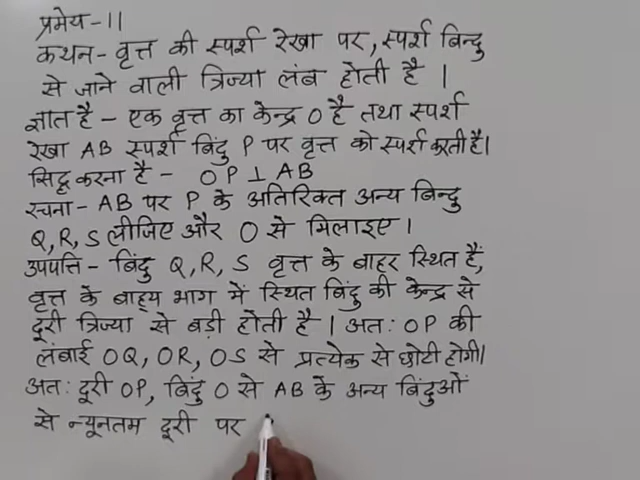 प्रमेय-11
कथन- वृत्त की स्पर्श रेखा पर, स्पर्श बिन्दु
से जाने वाली त्रिज्या लंब होती है ।
ज्ञात है - एक वृत्त का केन्द्र O है तथा स्पर्श
रेखा AB स्पर्श बिंदु P पर वृत्त को स्पर्श करती है।
सिद्ध करना है - OP ⊥ AB
रचना- AB पर P के अतिरिक्त अन्य बिन्दु
Q, R, S लीजिए और O से मिलाइए ।
उपपत्ति - बिंदु Q, R, S वृत्त के बाहर स्थित हैं,
वृत्त के बाह्य भाग में स्थित बिंदु की केन्द्र से
दूरी त्रिज्या से बड़ी होती है । अतः OP की
लंबाई OQ, OR, OS से प्रत्येक से छोटी होगी।
अतः दूरी OP, बिंदु O से AB के अन्य बिंदुओं
से न्यूनतम दूरी पर